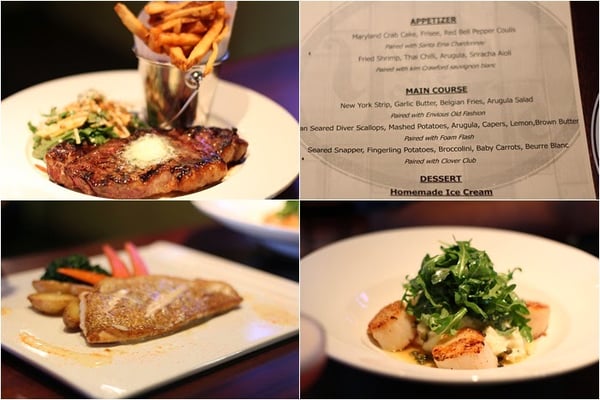 APPETIZER
Maryland Crab Cake, Frisee, Red Bell Pepper Coulis
Paired with Santa Ema Chardonnay
Fried Shrimp, Thai Chili, Arugula, Sriracha Aioli
Paired with kim Crawford sauvignon blanc
MAIN COURSE
New York Strip, Garlic Butter, Belgian Fries, Arugula Salad
Paired with Envious Old Fashion
an Seared Diver Scallops, Mashed Potatoes, Arugula, Capers, Lemon,Brown Butter
Paired with Foam Flash
Seared Snapper, Fingerling Potatoes, Broccolini, Baby Carrots, Beurre Blanc
Paired with Clover Club
DESSERT
Homemade Ice Cream